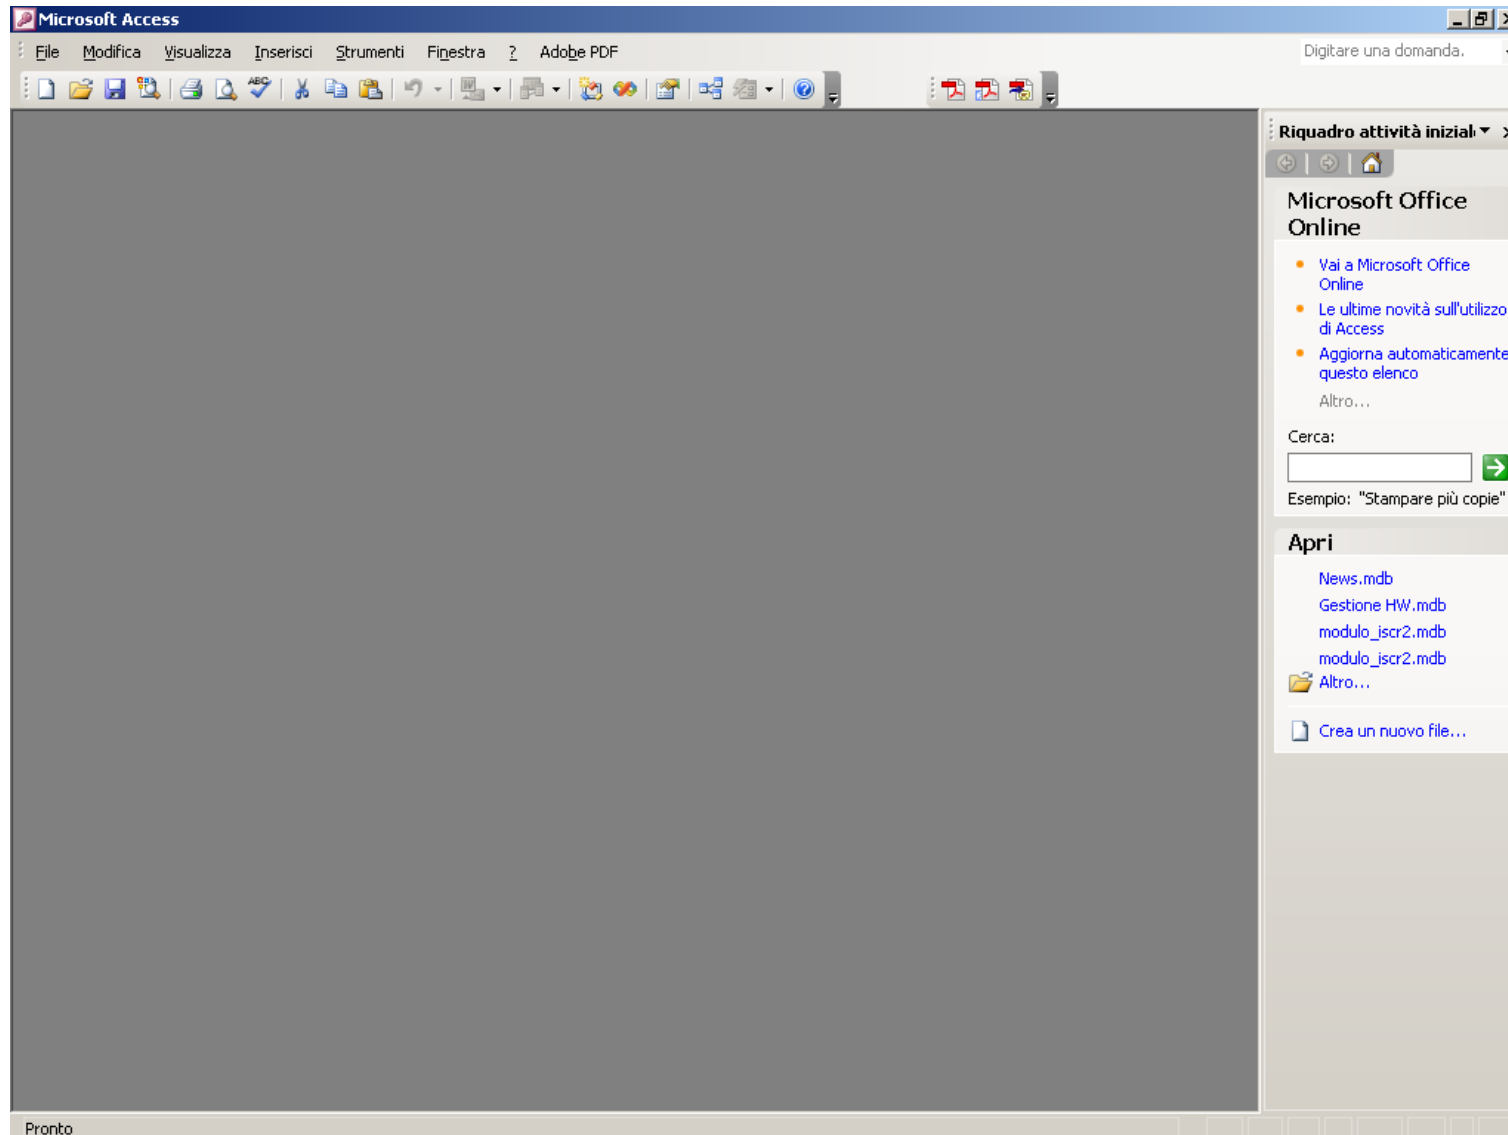 Microsoft Access
File Modifica Visualizza Inserisci Strumenti Finestra ? Adobe PDF
Digitare una domanda.
Riquadro attività inizial
Microsoft Office
Online
Vai a Microsoft Office
Online
Le ultime novità sull'utilizzo
di Access
Aggiorna automaticamente
questo elenco
Altro...
Cerca:
Esempio: "Stampare più copie"
Apri
News.mdb
Gestione HW.mdb
modulo_iscr2.mdb
modulo_iscr2.mdb
Altro...
Crea un nuovo file...
Pronto